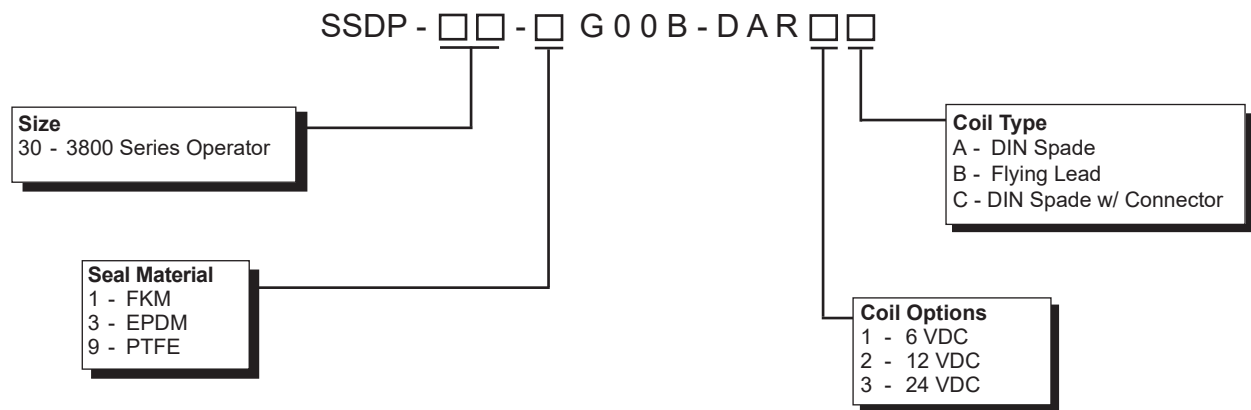 SSDP - □□ - □ G 0 0 B - D A R □ □
Size
30 - 3800 Series Operator
Coil Type
A - DIN Spade
B - Flying Lead
C - DIN Spade w/ Connector
Seal Material
1 - FKM
3 - EPDM
9 - PTFE
Coil Options
1 - 6 VDC
2 - 12 VDC
3 - 24 VDC